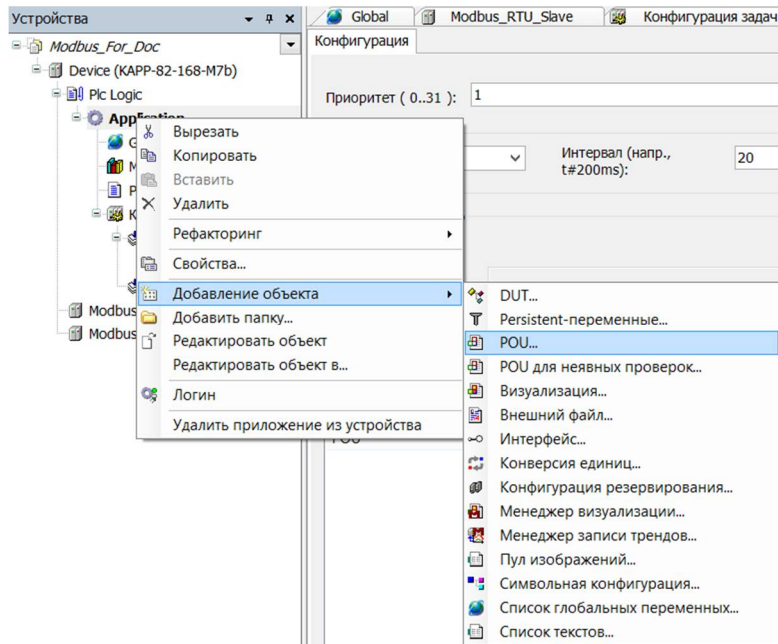 Устройства
Global
Modbus_RTU_Slave
Конфигурация задач
Конфигурация
Modbus_For_Doc
Device (KAPP-82-168-M7b)
Plc Logic
Application
Приоритет ( 0..31 ): 1
Интервал (напр., t#200ms): 20
Вырезать
Копировать
Вставить
Удалить
Рефакторинг
Свойства...
Добавление объекта
Добавить папку...
Редактировать объект
Редактировать объект в...
Логин
Удалить приложение из устройства
Modbus
Modbus
DUT...
Persistent-переменные...
POU...
POU для неявных проверок...
Визуализация...
Внешний файл...
Интерфейс...
Конверсия единиц...
Конфигурация резервирования...
Менеджер визуализации...
Менеджер записи трендов...
Пул изображений...
Символьная конфигурация...
Список глобальных переменных...
Список текстов...